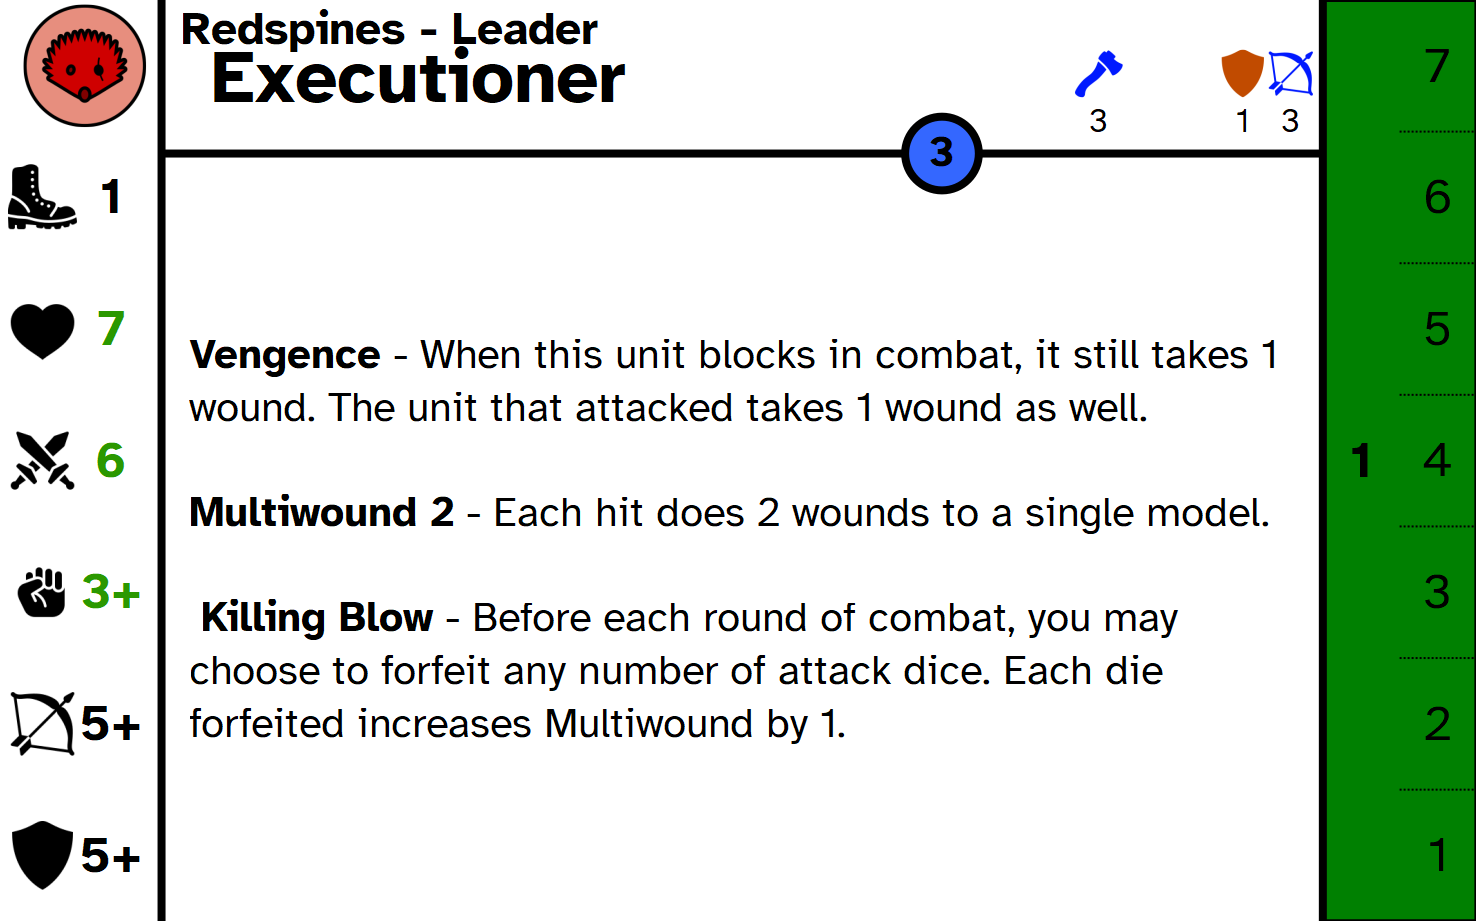 Redspines - Leader
Executioner
3
1 3
3
1
7
6
3+
5+
5+
Vengence - When this unit blocks in combat, it still takes 1
wound. The unit that attacked takes 1 wound as well.
Multiwound 2 - Each hit does 2 wounds to a single model.
Killing Blow - Before each round of combat, you may
choose to forfeit any number of attack dice. Each die
forfeited increases Multiwound by 1.
7
6
5
1 4
3
2
1